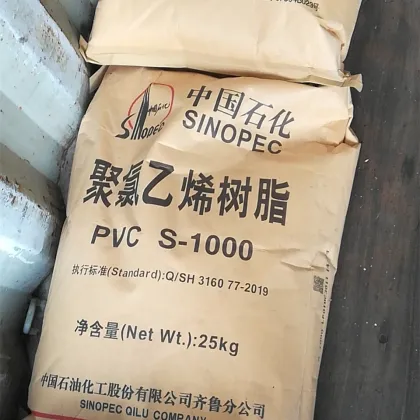 中国石化
SINOPEC
SINOPEC
聚氯乙烯树脂
PVC S-1000
执行标准(Standard):Q/SH 3160 77-2019
净含量(Net Wt.):25kg
中国石油化工股份有限公司齐鲁分公司
SINOPEC QILU COMPANY